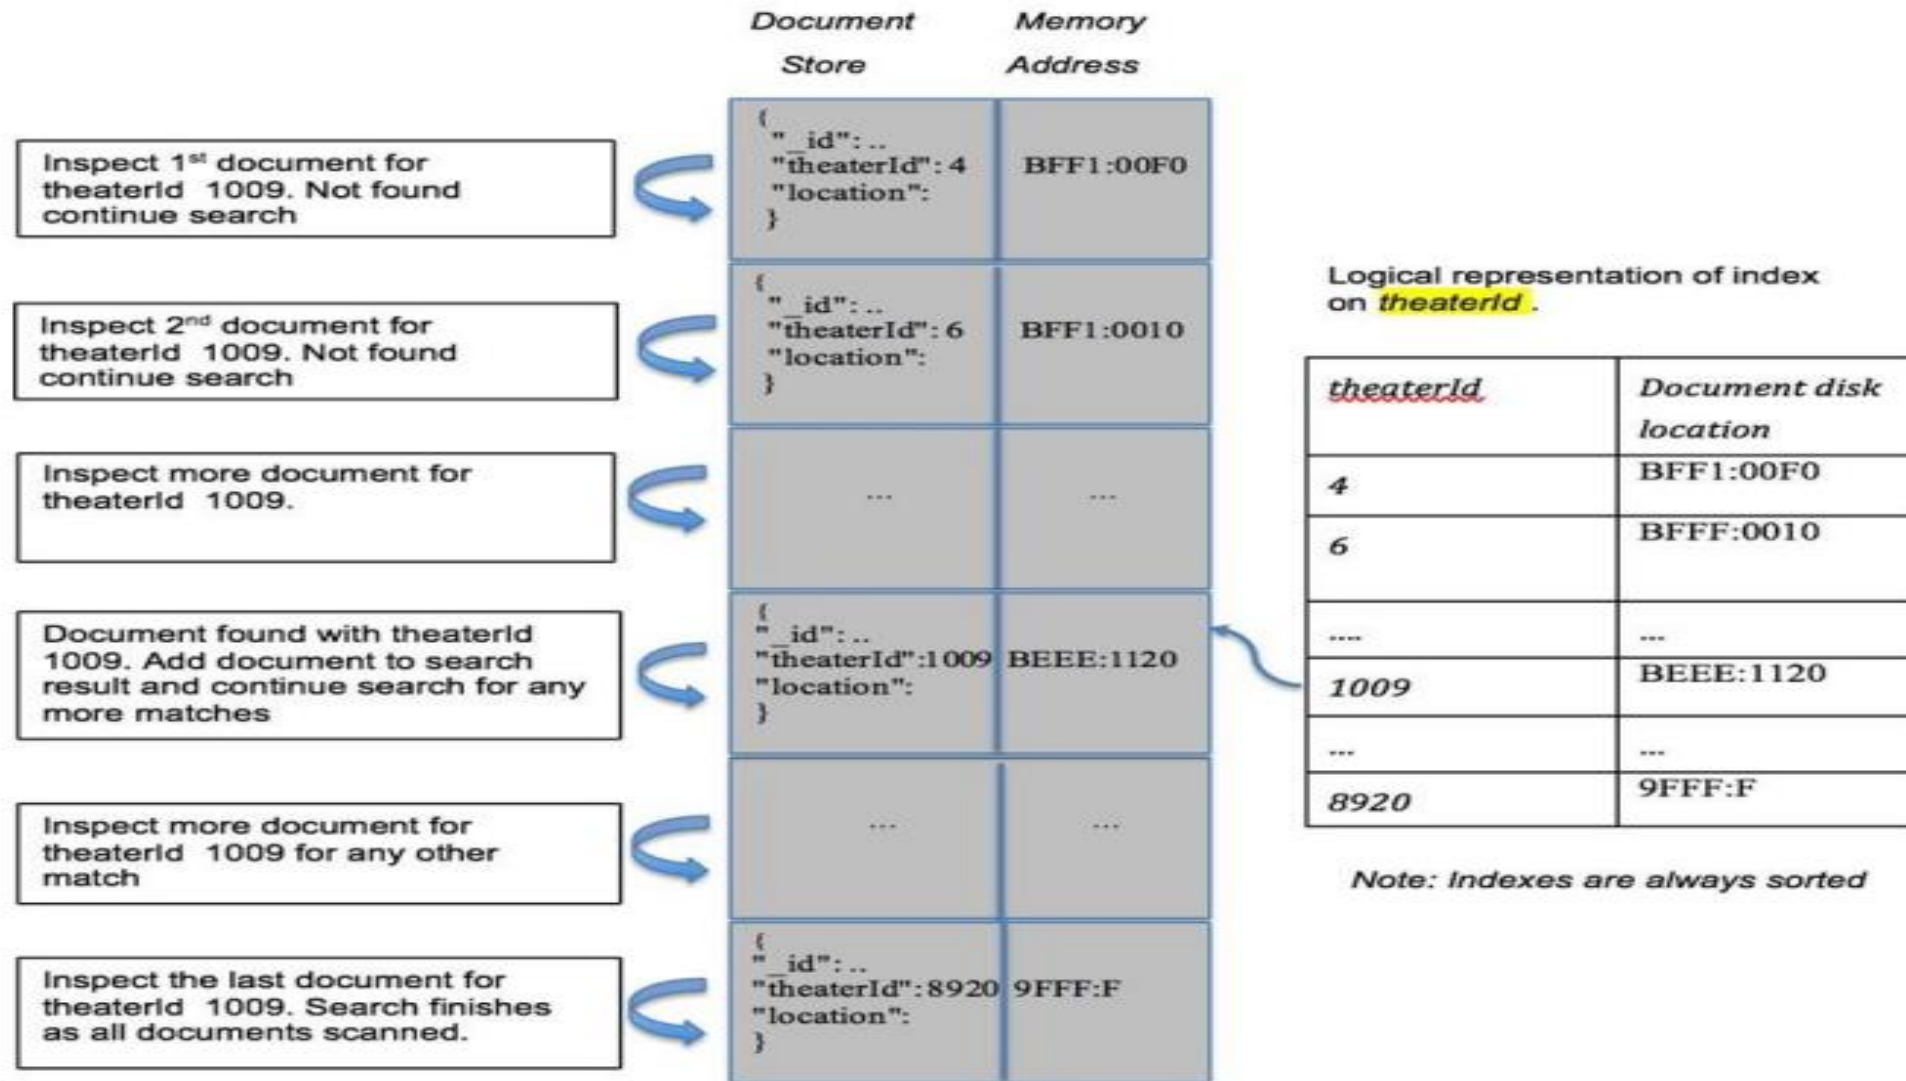 Document Memory
Store Address
Inspect 1st document for
theaterId 1009. Not found
continue search
{
"_id": ..
"theaterId": 4 BFF1:00F0
"location":
}
Inspect 2nd document for
theaterId 1009. Not found
continue search
{
"_id": ..
"theaterId": 6 BFF1:0010
"location":
}
Inspect more document for
theaterId 1009.
... ...
Document found with theaterId
1009. Add document to search
result and continue search for any
more matches
{
"_id": ..
"theaterId":1009 BEEE:1120
"location":
}
Inspect more document for
theaterId 1009 for any other
match
... ...
Inspect the last document for
theaterId 1009. Search finishes
as all documents scanned.
{
"_id": ..
"theaterId":8920 9FFF:F
"location":
}
Logical representation of index
on theaterId .
theaterId Document disk
location
4 BFF1:00F0
6 BFFF:0010
.... ...
1009 BEEE:1120
... ...
8920 9FFF:F
Note: Indexes are always sorted